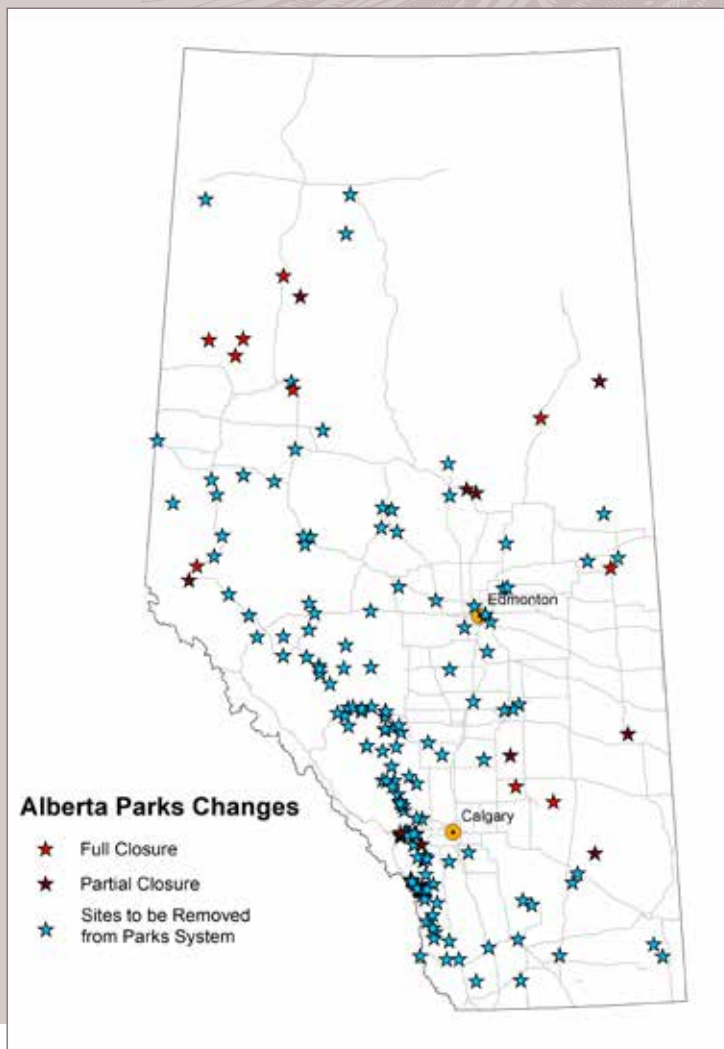 Edmonton
Calgary
Alberta Parks Changes
Full Closure
Partial Closure
Sites to be Removed
from Parks System